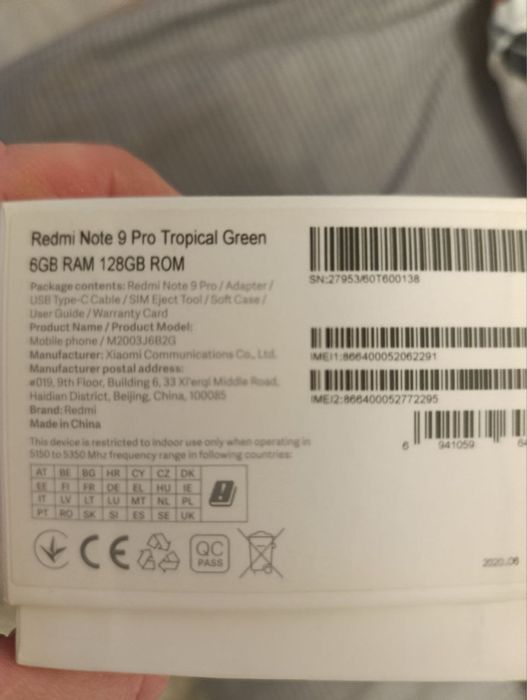 Redmi Note 9 Pro Tropical Green
6GB RAM 128GB ROM
Package contents: Redmi Note 9 Pro / Adapter /
USB Type-C Cable / SIM Eject Tool / Soft Case /
User Guide / Warranty Card
Product Name / Product Model:
Mobile phone / M2003J6B2G
Manufacturer: Xiaomi Communications Co., Ltd.
Manufacturer postal address:
#019, 9th Floor, Building 6, 33 Xi'erqi Middle Road,
Haidian District, Beijing, China, 100085
Brand: Redmi
Made in China
This device is restricted to indoor use only when operating in
5150 to 5350 Mhz frequency range in following countries:
AT BE BG HR CY CZ DK
EE FI FR DE EL HU IE
IT LV LT LU MT NL PL
PT RO SK SI ES SE UK
CE
QC
PASS
SN:27953/60T600138
IMEI1:866400052062291
IMEI2:866400052772295
6 941059 64
2020.06